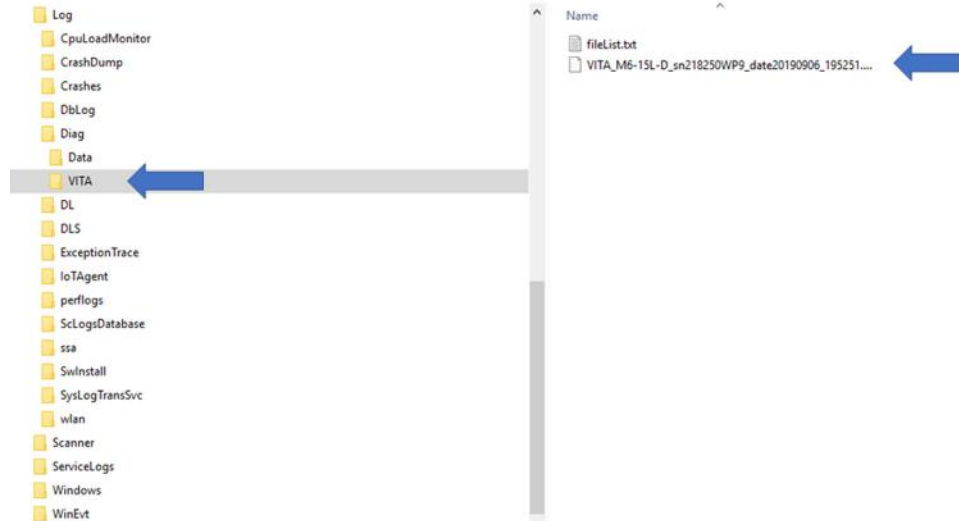 Log
CpuLoadMonitor
CrashDump
Crashes
DbLog
Diag
Data
VITA
DL
DLS
ExceptionTrace
IoTAgent
perflogs
ScLogsDatabase
ssa
SwInstall
SysLogTransSvc
wlan
Scanner
ServiceLogs
Windows
WinEvt
Name
fileList.txt
VITA_M6-15L-D_sn218250WP9_date20190906_195251....